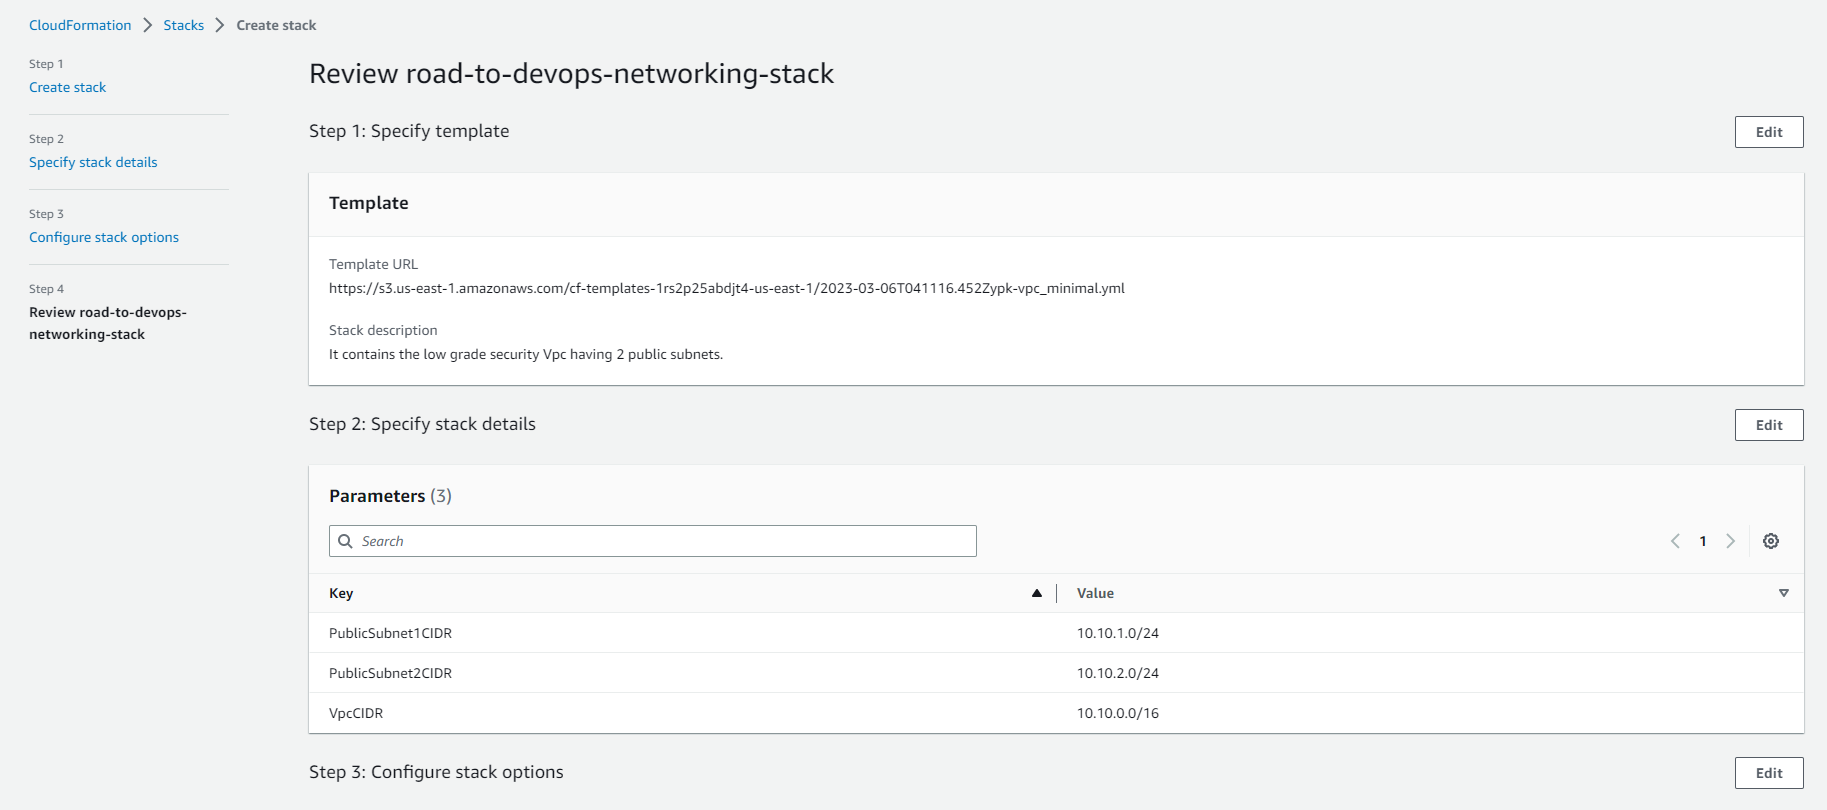 CloudFormation > Stacks > Create stack
Step 1
Create stack
Step 2
Specify stack details
Step 3
Configure stack options
Step 4
Review road-to-devops-
networking-stack
Review road-to-devops-networking-stack
Step 1: Specify template
Edit
Template
Template URL
https://s3.us-east-1.amazonaws.com/cf-templates-1rs2p25abdjt4-us-east-1/2023-03-06T041116.452Zypk-vpc_minimal.yml
Stack description
It contains the low grade security Vpc having 2 public subnets.
Step 2: Specify stack details
Edit
Parameters (3)
Search
1
Key Value
PublicSubnet1CIDR 10.10.1.0/24
PublicSubnet2CIDR 10.10.2.0/24
VpcCIDR 10.10.0.0/16
Step 3: Configure stack options
Edit